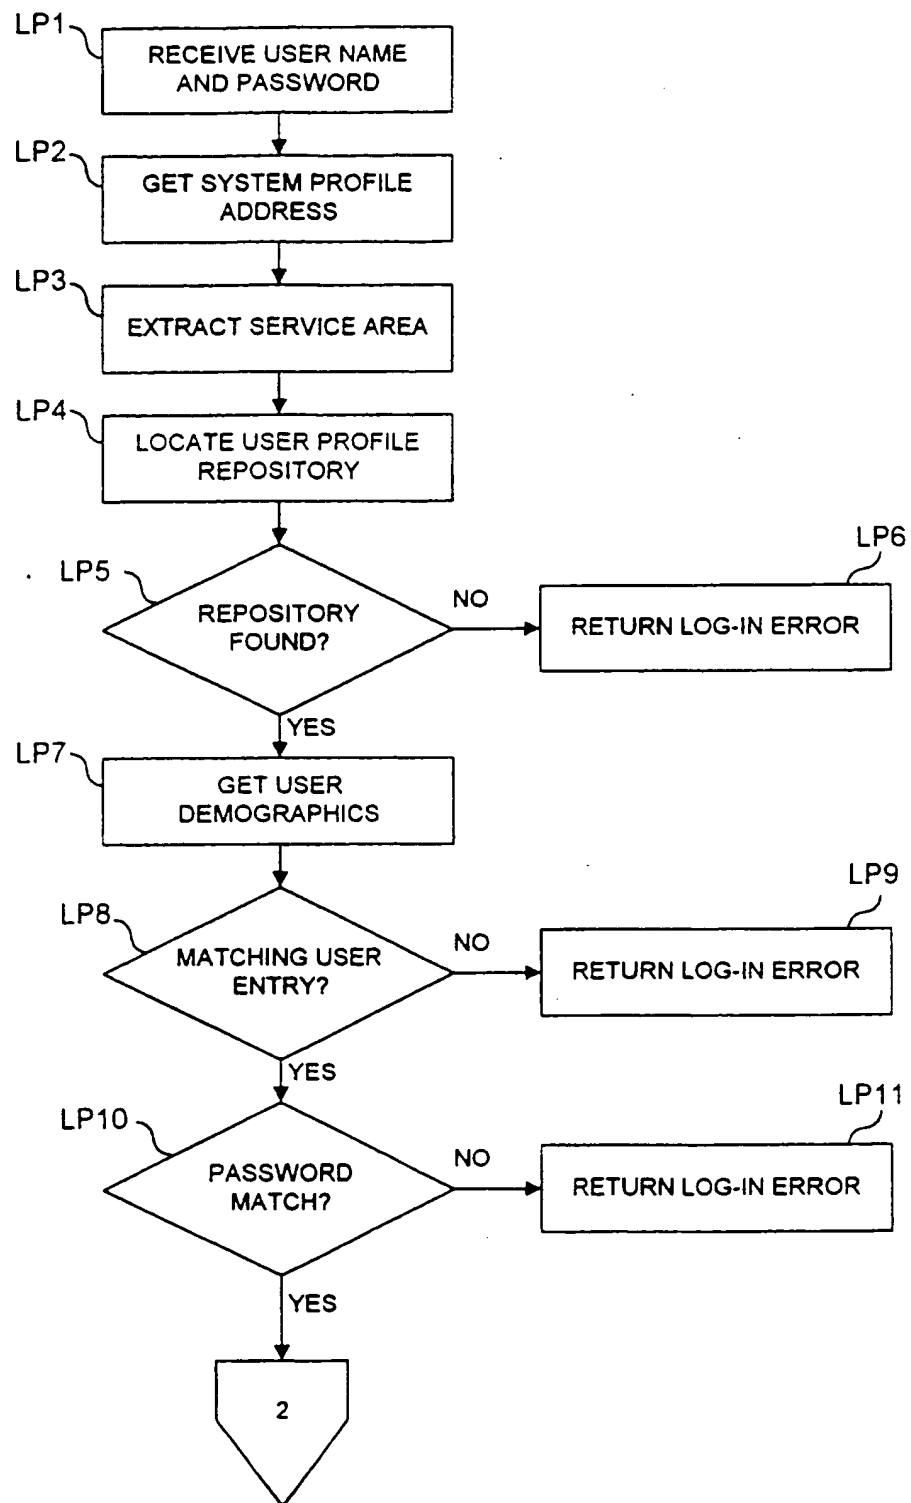 LP1
RECEIVE USER NAME
AND PASSWORD
LP2
GET SYSTEM PROFILE
ADDRESS
LP3
EXTRACT SERVICE AREA
LP4
LOCATE USER PROFILE
REPOSITORY
LP5
REPOSITORY
FOUND?
NO
LP6
RETURN LOG-IN ERROR
YES
LP7
GET USER
DEMOGRAPHICS
LP8
MATCHING USER
ENTRY?
NO
LP9
RETURN LOG-IN ERROR
YES
LP10
PASSWORD
MATCH?
NO
LP11
RETURN LOG-IN ERROR
YES
2